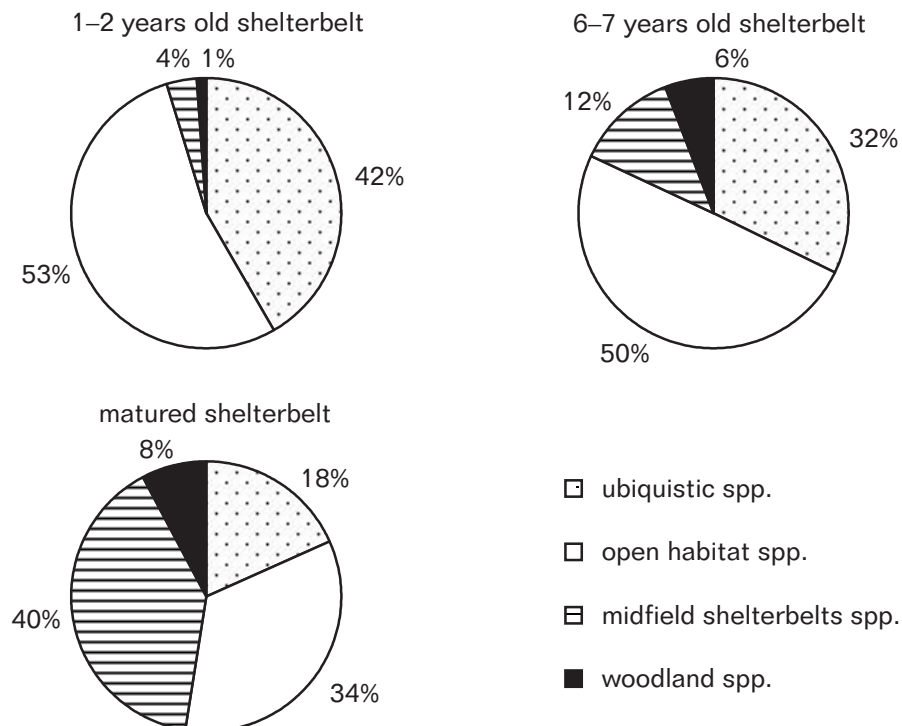 1–2 years old shelterbelt
4% 1%
42%
53%
6–7 years old shelterbelt
6%
12%
32%
50%
matured shelterbelt
8%
18%
40%
34%
ubiquistic spp.
open habitat spp.
midfield shelterbelts spp.
woodland spp.